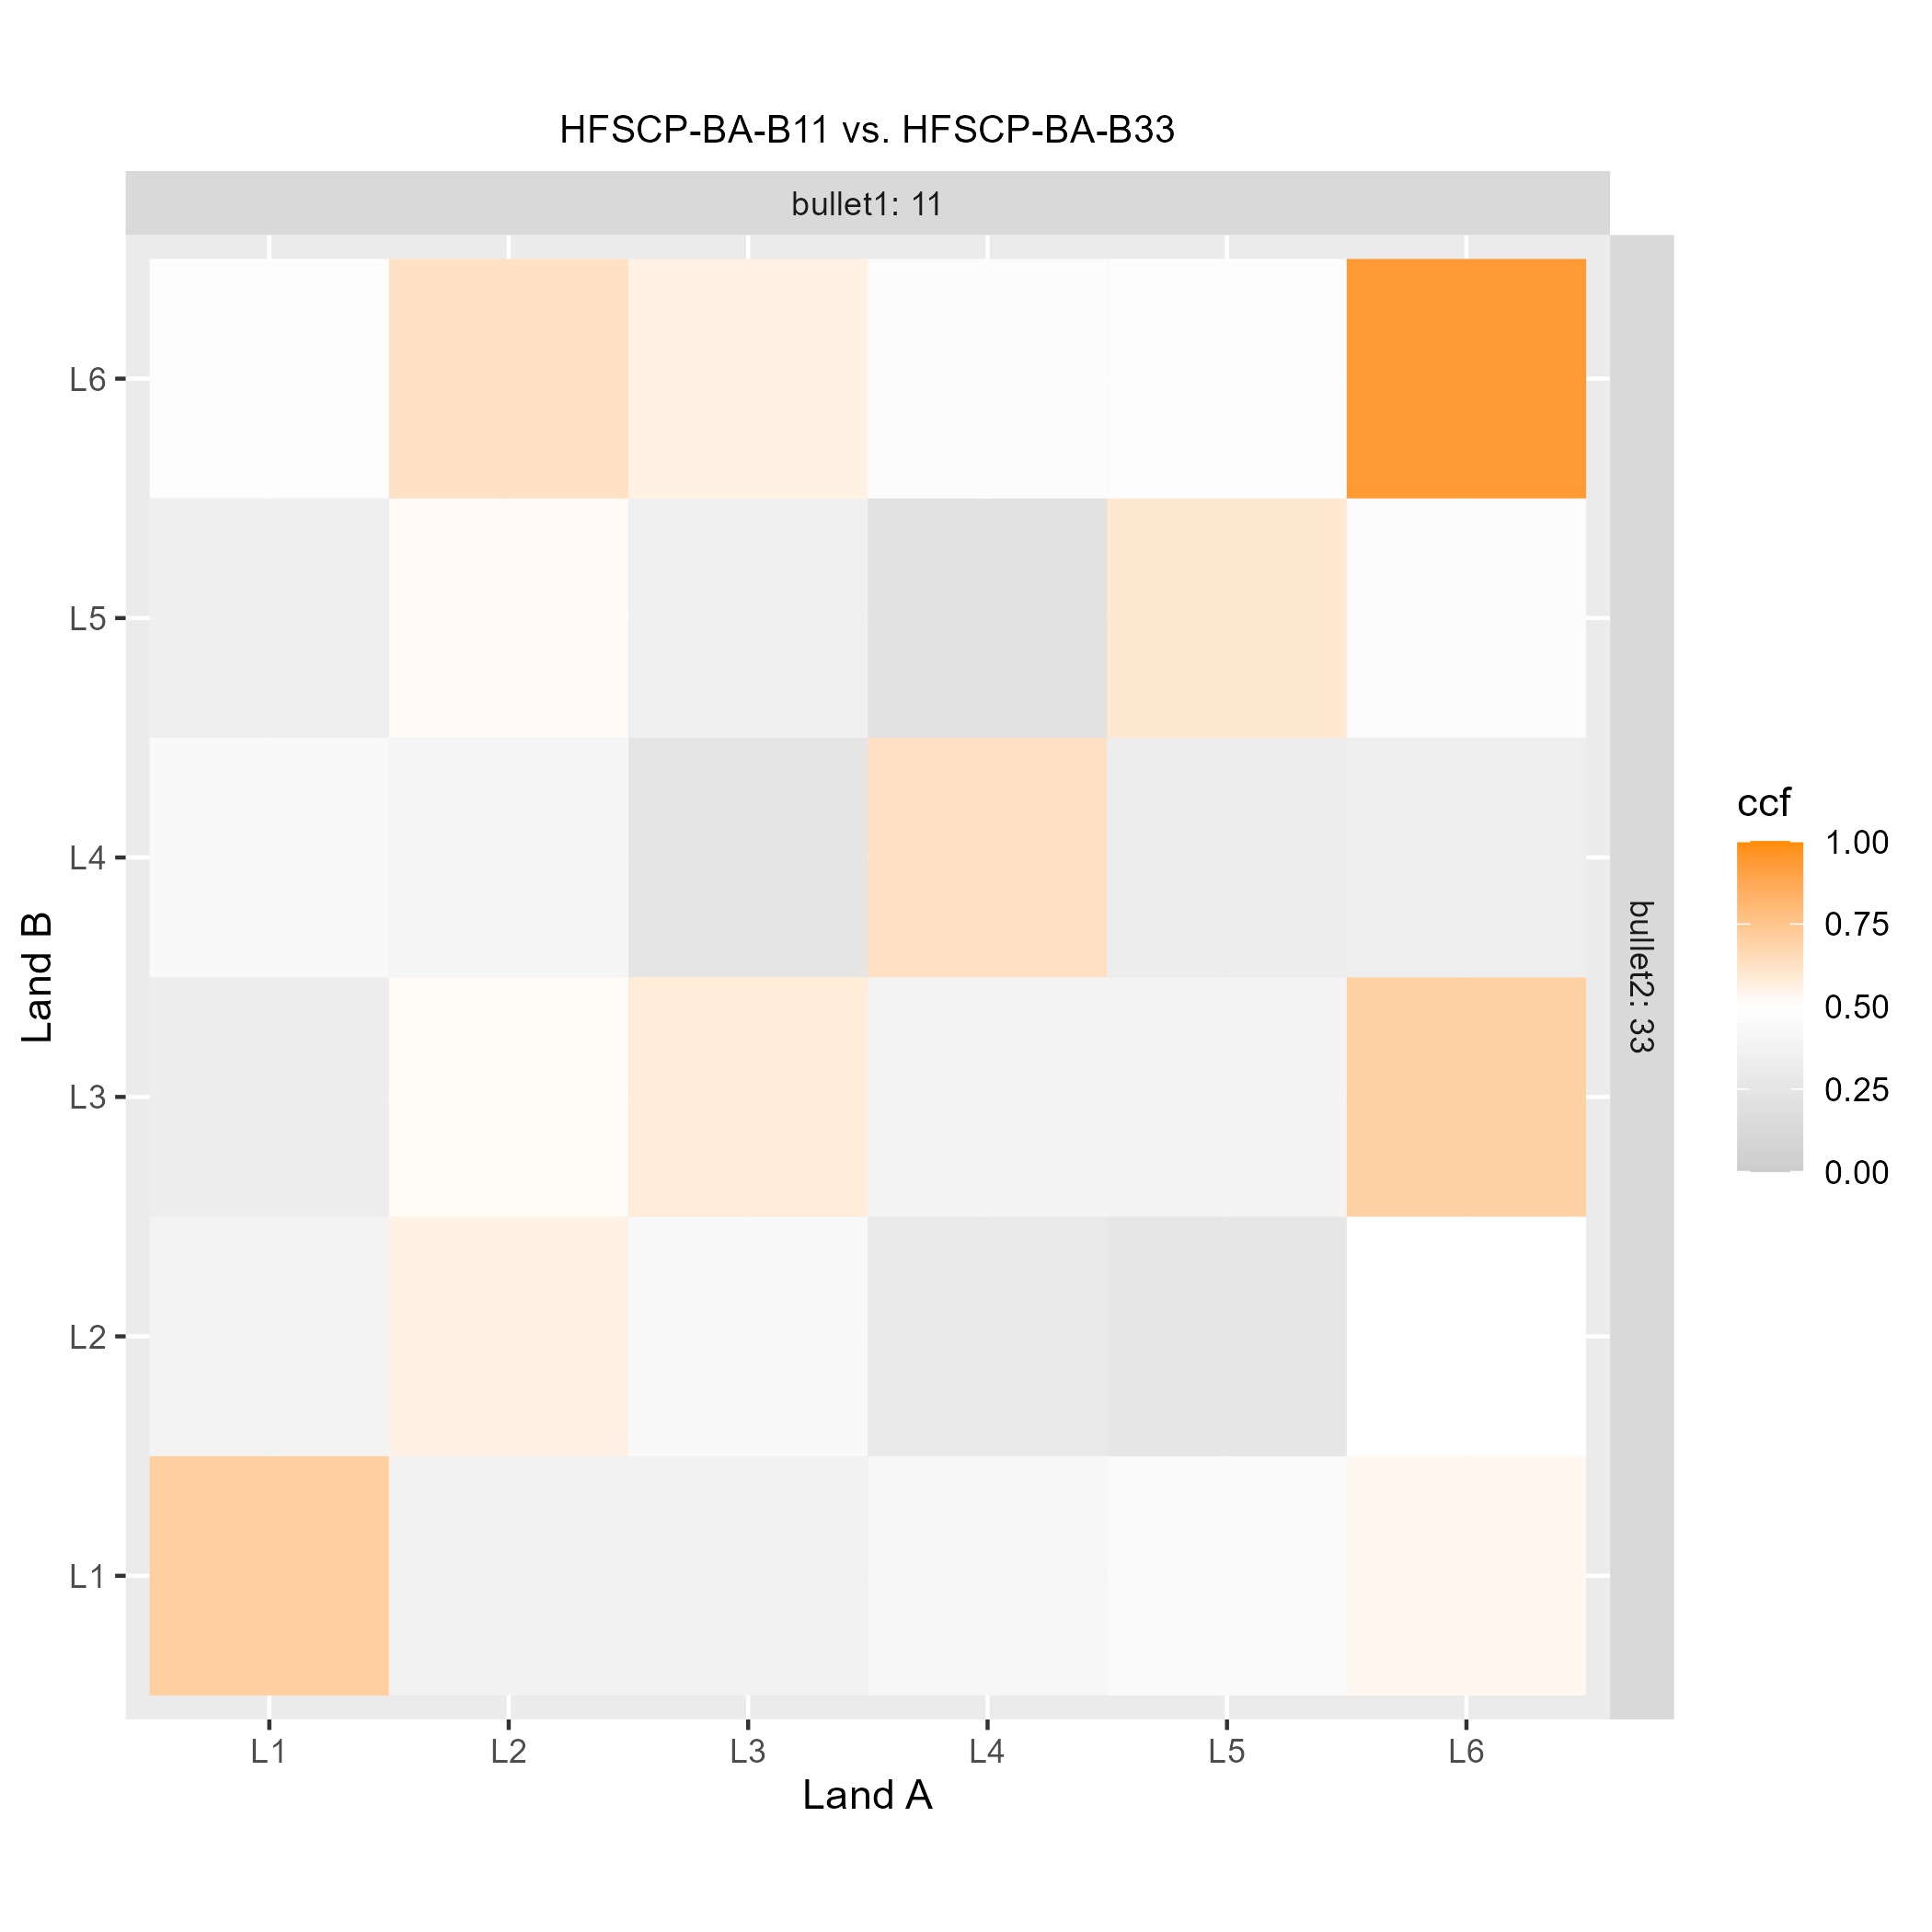 HFSCP-BA-B11 vs. HFSCP-BA-B33
bullet1: 11
L6
L5
L4
L3
L2
L1
Land B
bullet2: 33
L1
L2
L3
L4
L5
L6
Land A
ccf
1.00
0.75
0.50
0.25
0.00